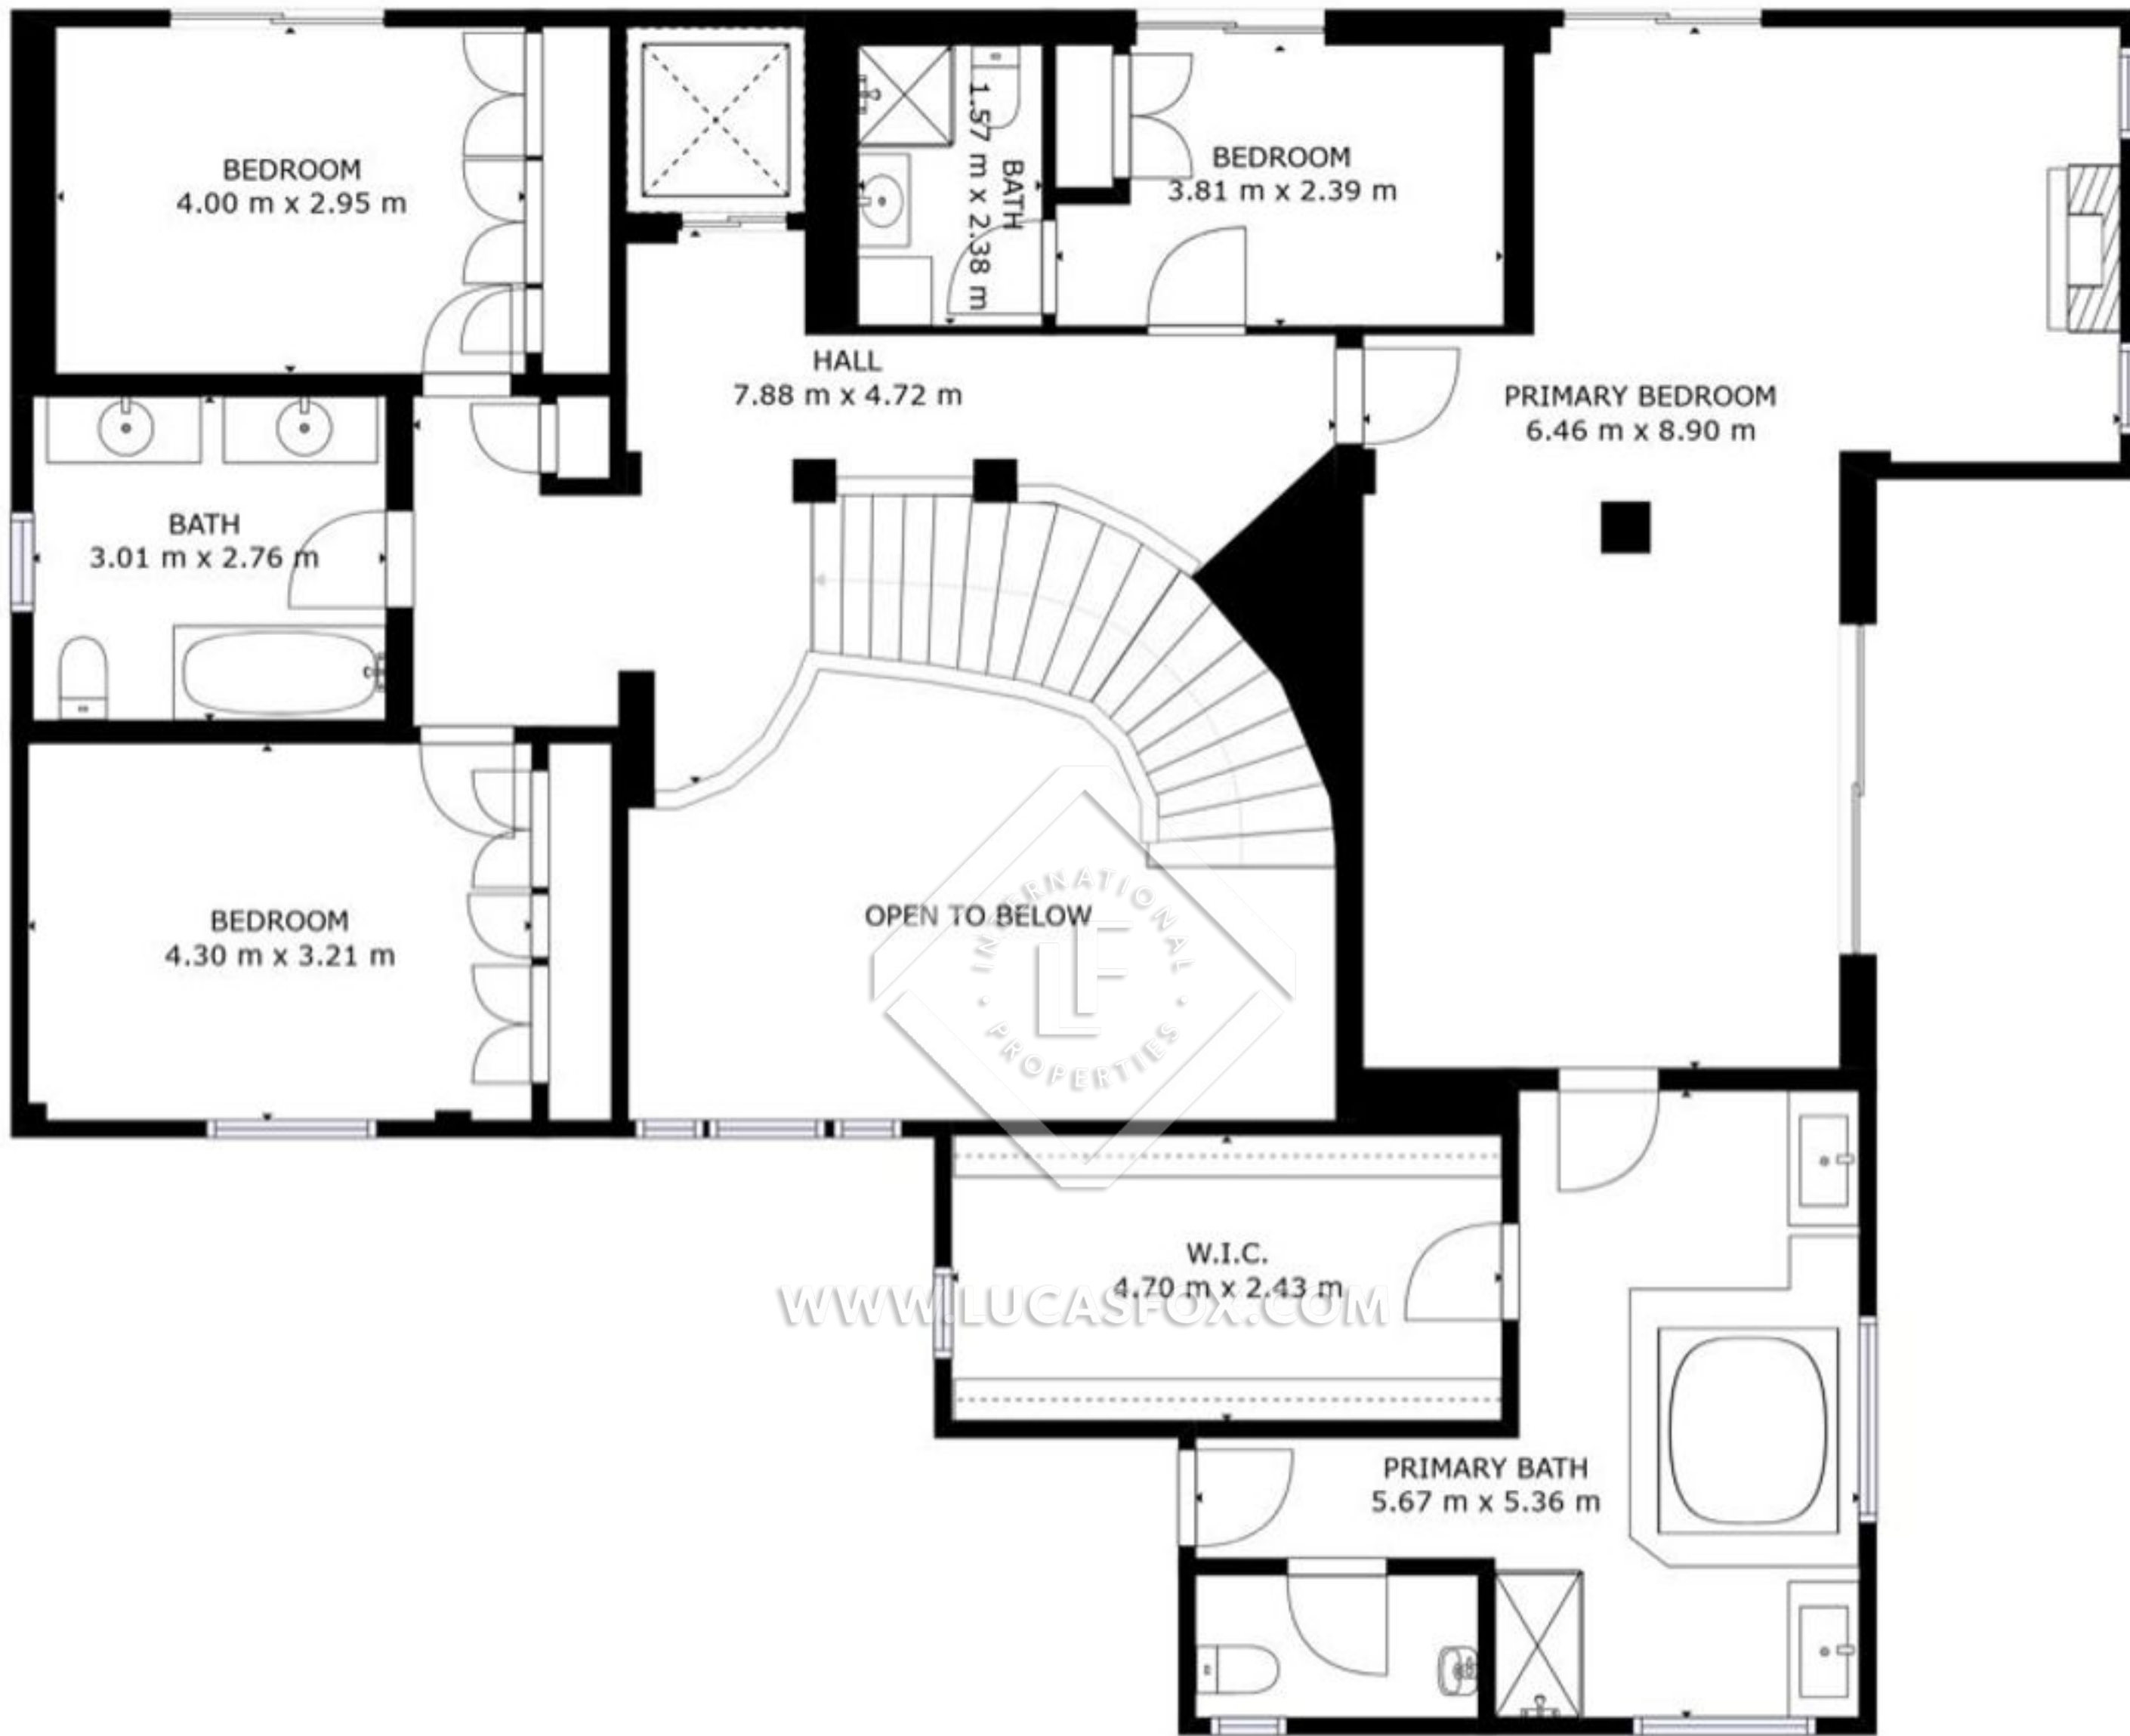 BEDROOM
4.00 m x 2.95 m
BATH
1.57 m x 2.38 m
BEDROOM
3.81 m x 2.39 m
HALL
7.88 m x 4.72 m
PRIMARY BEDROOM
6.46 m x 8.90 m
BATH
3.01 m x 2.76 m
BEDROOM
4.30 m x 3.21 m
OPEN TO BELOW
INTERNATIONAL
LF
PROPERTIES
W.I.C.
4.70 m x 2.43 m
WWW.LUCASFOX.COM
PRIMARY BATH
5.67 m x 5.36 m